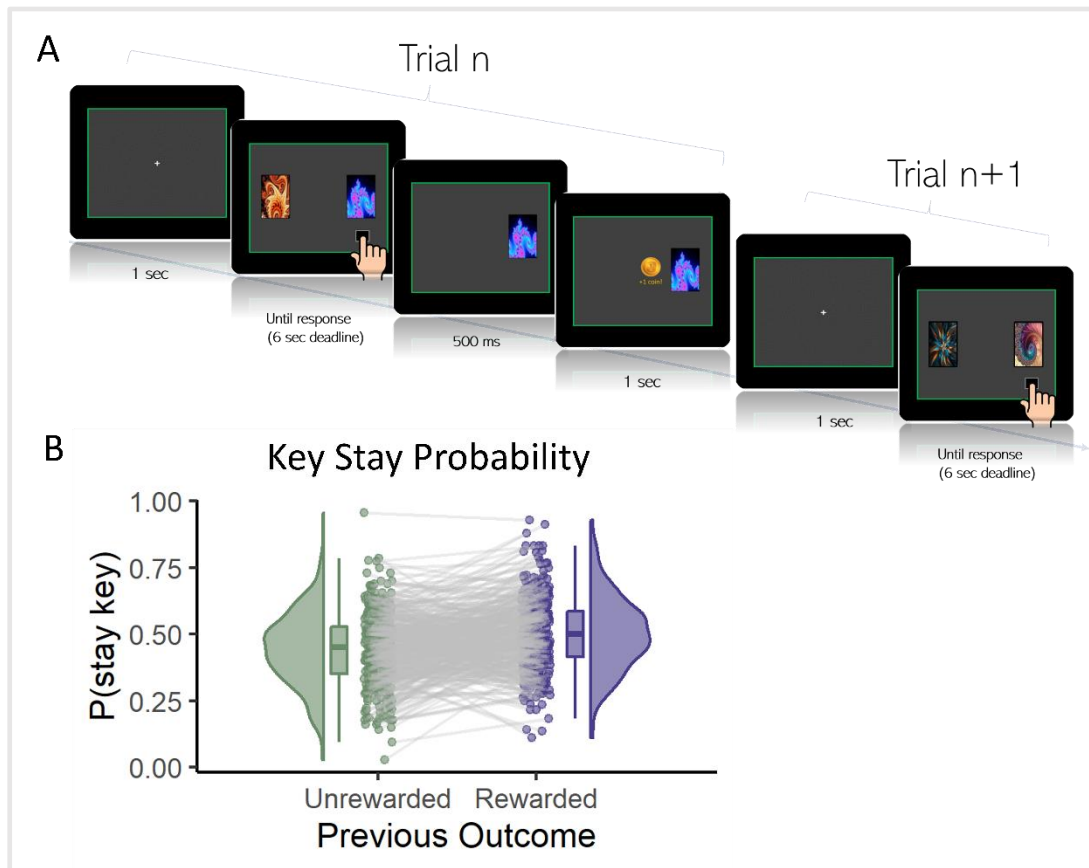 A
Trial n
Trial n+1
1 sec
Until response
(6 sec deadline)
500 ms
+1 coin!
1 sec
1 sec
Until response
(6 sec deadline)
B
Key Stay Probability
P(stay key)
1.00
0.75
0.50
0.25
0.00
Unrewarded Rewarded
Previous Outcome